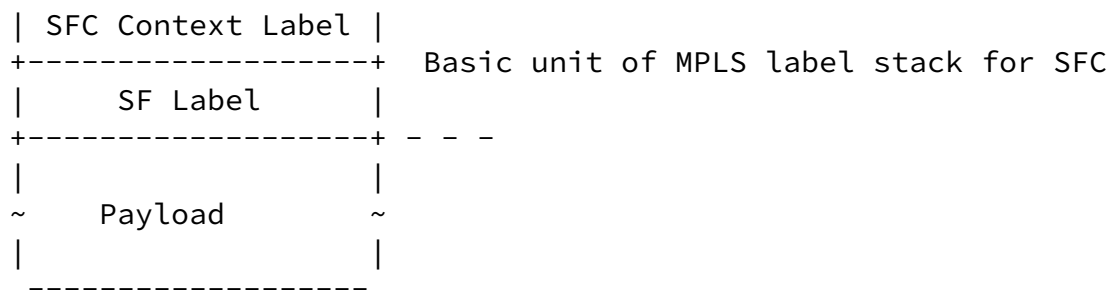 | SFC Context Label |
+-------------------+ Basic unit of MPLS label stack for SFC
| SF Label |
+-------------------+ - - -
| |
~ Payload ~
| |
-------------------